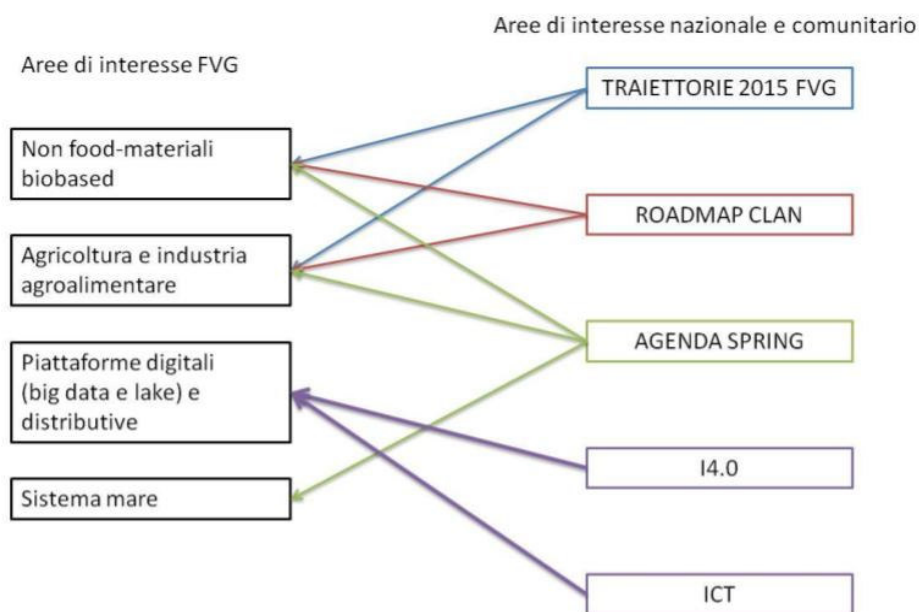 Aree di interesse nazionale e comunitario
Aree di interesse FVG
TRAIETTORIE 2015 FVG
Non food-materiali
biobased
ROADMAP CLAN
Agricoltura e industria
agroalimentare
AGENDA SPRING
Piattaforme digitali
(big data e lake) e
distributive
I4.0
Sistema mare
ICT